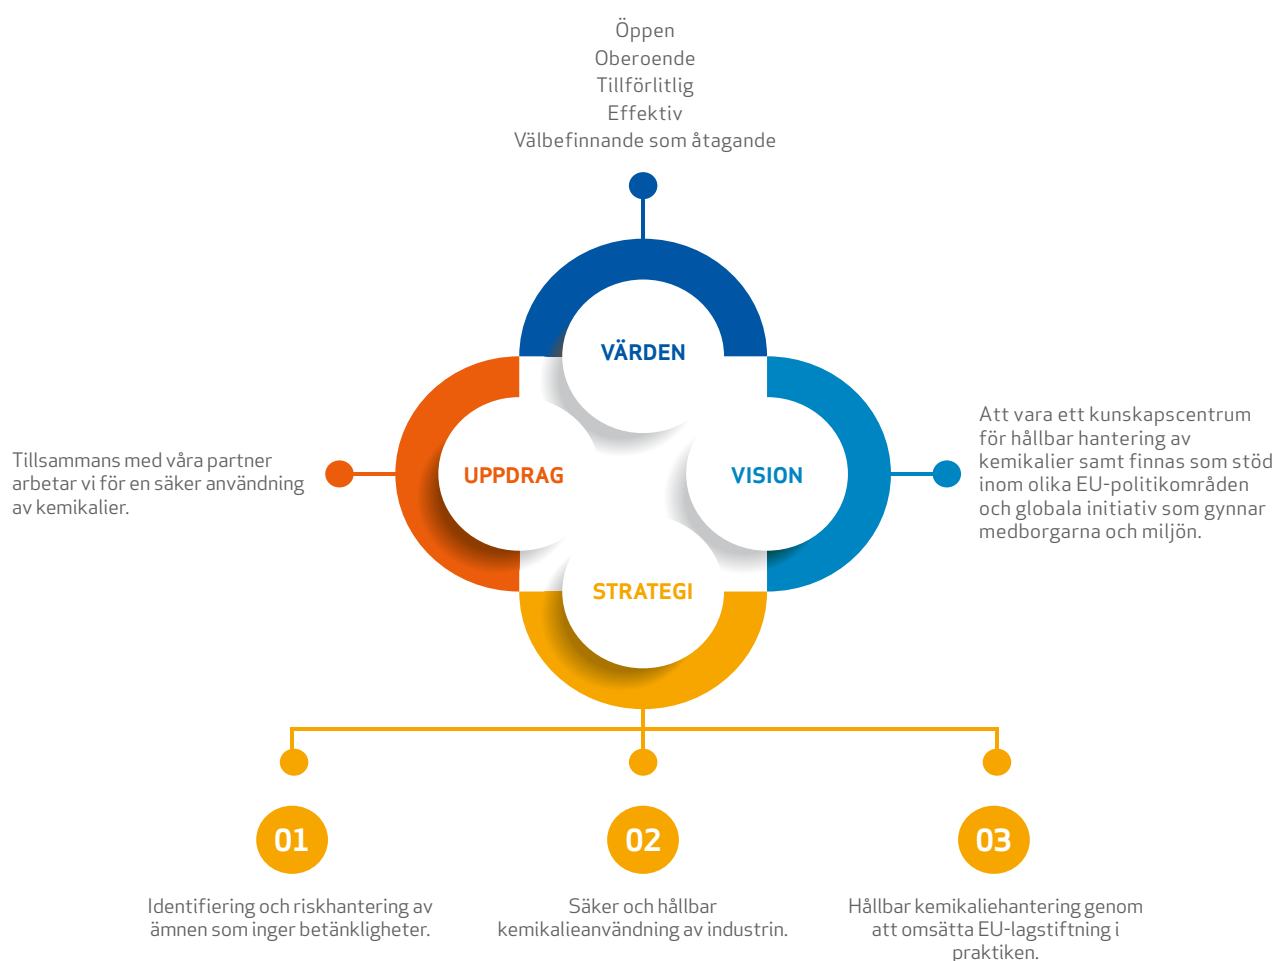 Öppen
Oberoende
Tillförlitlig
Effektiv
Välbefinnande som åtagande
VÄRDEN
UPPDRAG
VISION
STRATEGI
Tillsammans med våra partner
arbetar vi för en säker användning
av kemikalier.
Att vara ett kunskapscentrum
för hållbar hantering av
kemikalier samt finnas som stöd
inom olika EU-politikområden
och globala initiativ som gynnar
medborgarna och miljön.
01
Identifiering och riskhantering av
ämnen som inger betänkligheter.
02
Säker och hållbar
kemikalieanvändning av industrin.
03
Hållbar kemikaliehantering genom
att omsätta EU-lagstiftning i
praktiken.